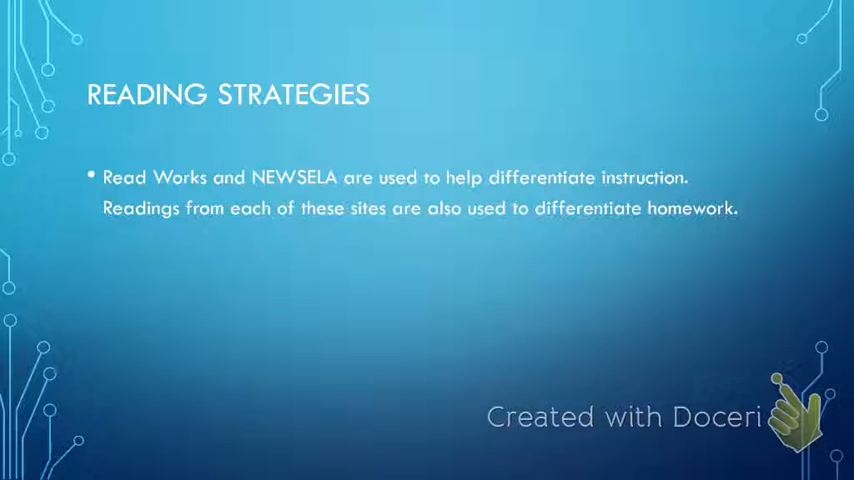 READING STRATEGIES
• Read Works and NEWSELA are used to help differentiate instruction.
Readings from each of these sites are also used to differentiate homework.
Created with Doceri